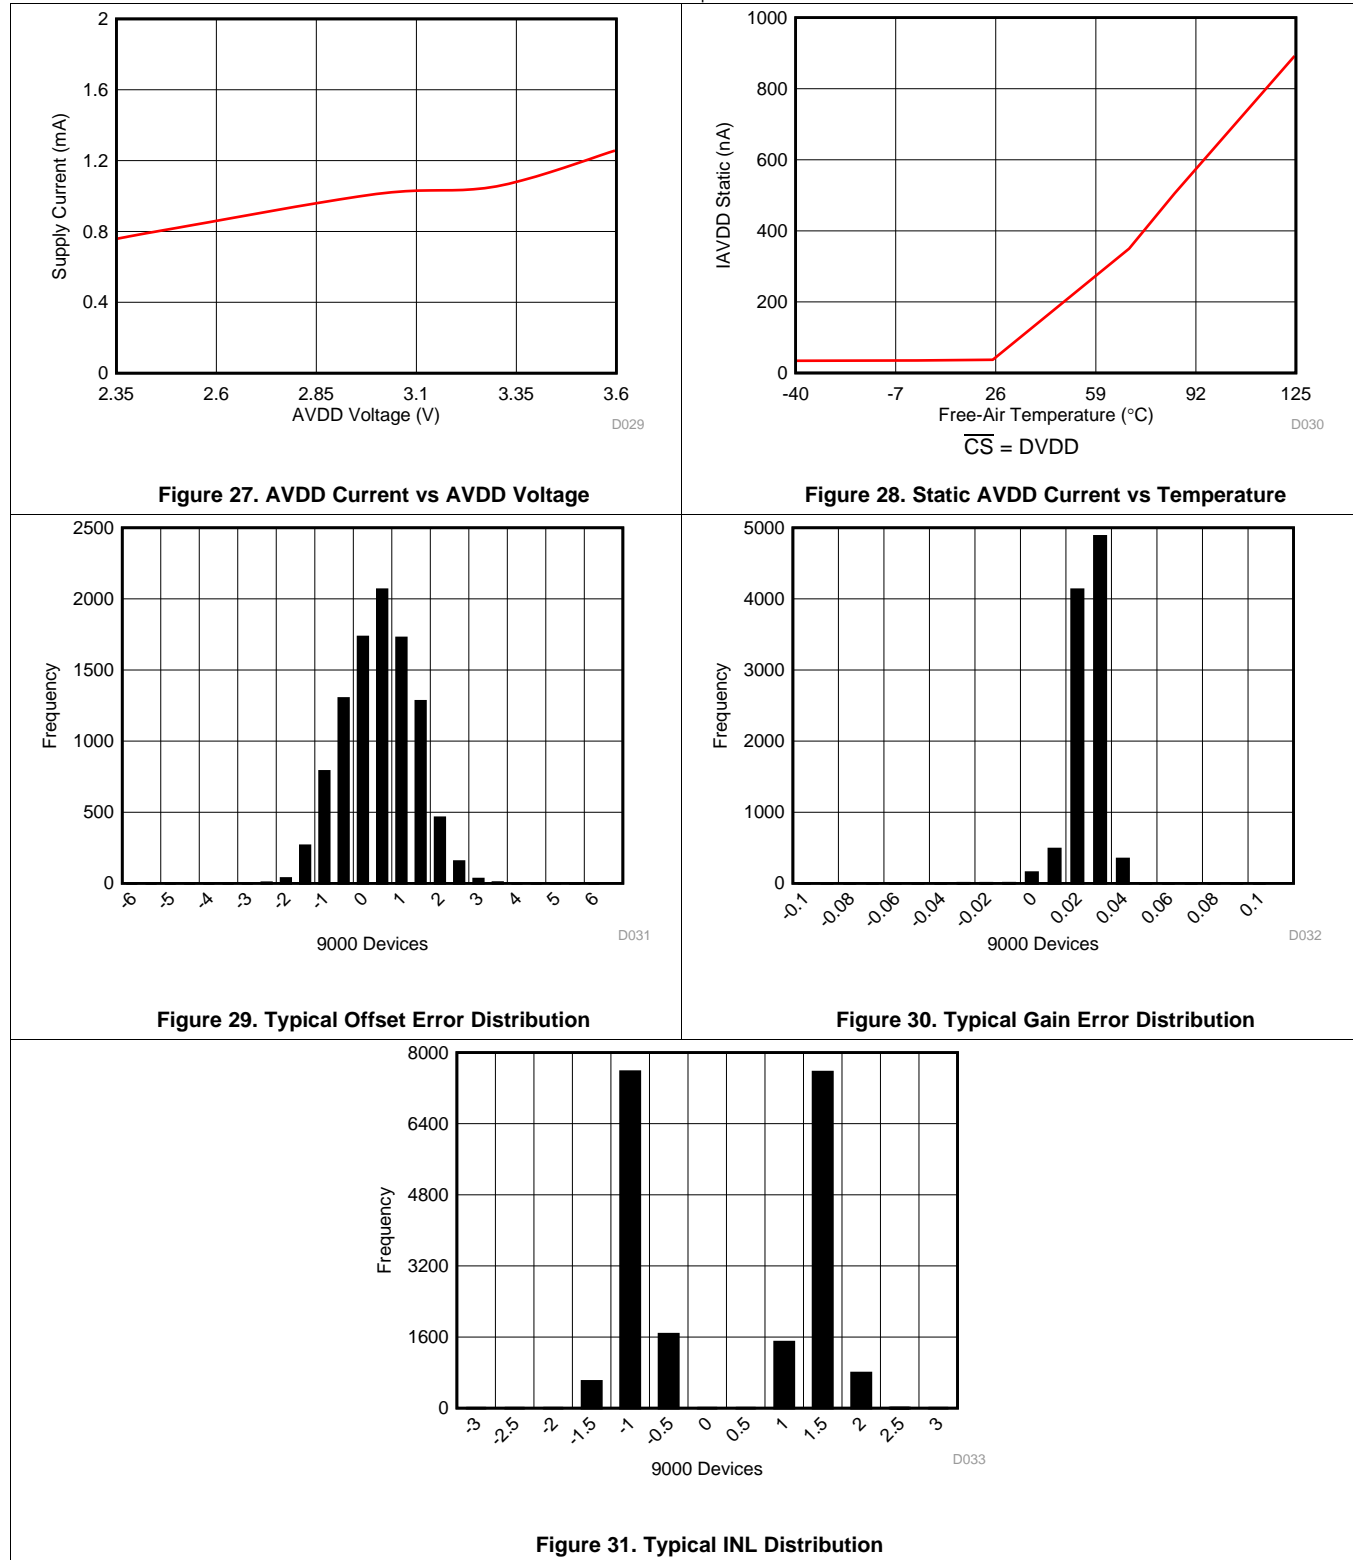 2
1.6
1.2
0.8
0.4
0
Supply Current (mA)
2.35 2.6 2.85 3.1 3.35 3.6
AVDD Voltage (V)
D029
Figure 27. AVDD Current vs AVDD Voltage
1000
800
600
400
200
0
IAVDD Static (nA)
-40 -7 26 59 92 125
Free-Air Temperature (°C)
D030
CS = DVDD
Figure 28. Static AVDD Current vs Temperature
2500
2000
1500
1000
500
0
Frequency
-6 -5 -4 -3 -2 -1 0 1 2 3 4 5 6
D031
9000 Devices
Figure 29. Typical Offset Error Distribution
5000
4000
3000
2000
1000
0
Frequency
-0.1 -0.08 -0.06 -0.04 -0.02 0 0.02 0.04 0.06 0.08 0.1
D032
9000 Devices
Figure 30. Typical Gain Error Distribution
8000
6400
4800
3200
1600
0
Frequency
-3 -2.5 -2 -1.5 -1 -0.5 0 0.5 1 1.5 2 2.5 3
D033
9000 Devices
Figure 31. Typical INL Distribution